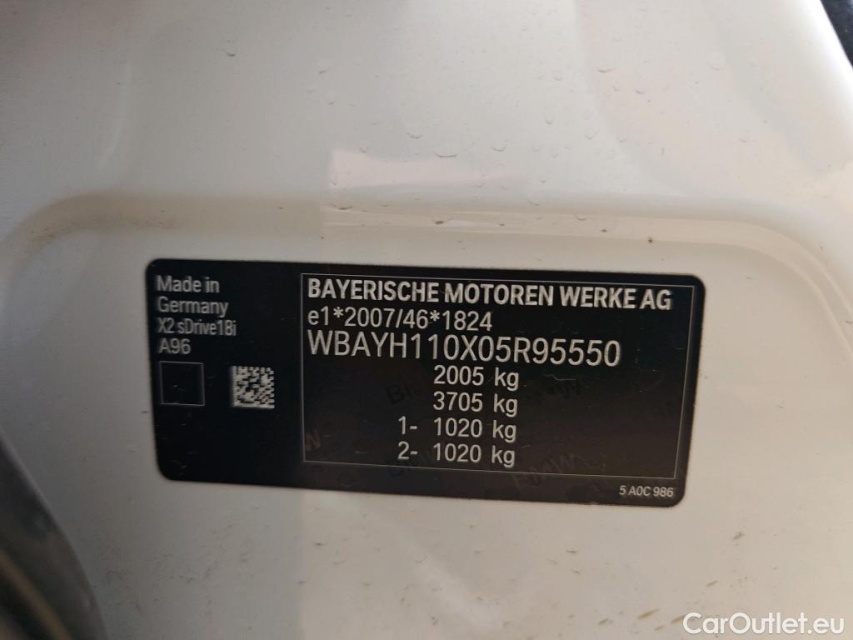 Made in
Germany
X2 sDrive18i
A96
BAYERISCHE MOTOREN WERKE AG
e1*2007/46*1824
WBAYH110X05R95550
2005 kg
3705 kg
1- 1020 kg
2- 1020 kg
5 A0C 986
CarOutlet.eu